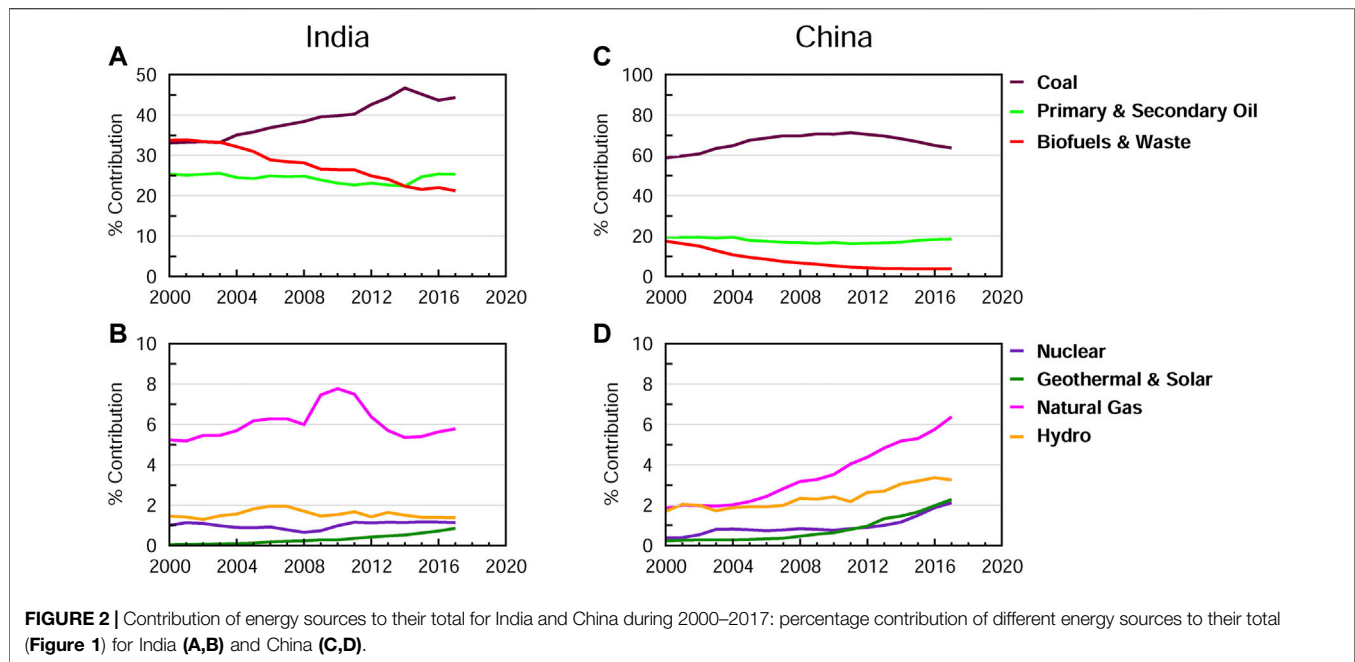 India
China
A
50
40
30
20
10
0
% Contribution
2000 2004 2008 2012 2016 2020
C
100
80
60
40
20
0
% Contribution
2000 2004 2008 2012 2016 2020
Coal
Primary & Secondary Oil
Biofuels & Waste
B
10
8
6
4
2
0
% Contribution
2000 2004 2008 2012 2016 2020
D
10
8
6
4
2
0
% Contribution
2000 2004 2008 2012 2016 2020
Nuclear
Geothermal & Solar
Natural Gas
Hydro
FIGURE 2 | Contribution of energy sources to their total for India and China during 2000–2017: percentage contribution of different energy sources to their total
(Figure 1) for India (A,B) and China (C,D).